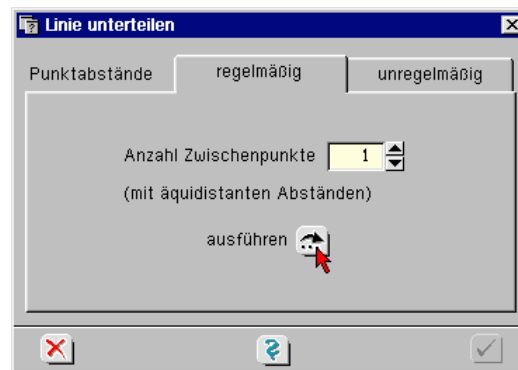 Linie unterteilen
Punktabstände
regelmäßig
unregelmäßig
Anzahl Zwischenpunkte 1
(mit äquidistanten Abständen)
ausführen